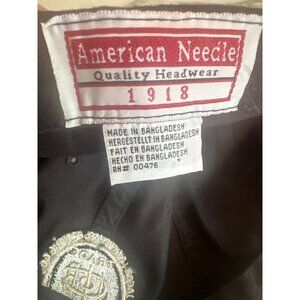 American Needle
Quality Headwear
1918
MADE IN BANGLADESH
HERGESTELLT IN BANGLADESH
FAIT EN BANGLADESH
HECHO EN BANGLADESH
RN# 00476